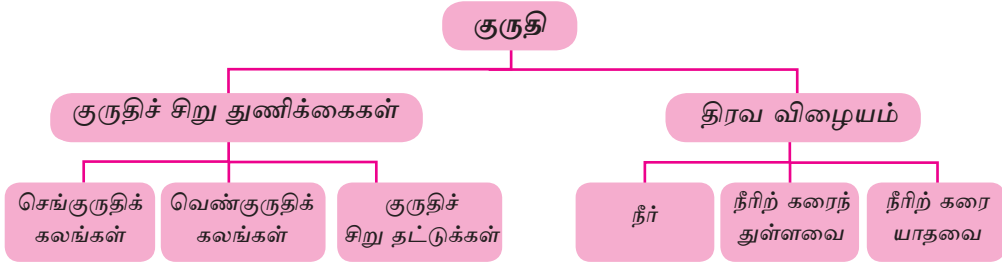 குருதி
குருதிச் சிறு துணிக்கைகள்
திரவ விழையம்
செங்குருதிக்
கலங்கள்
வெண்குருதிக்
கலங்கள்
குருதிச்
சிறு தட்டுக்கள்
நீர்
நீரிற் கரைந்
துள்ளவை
நீரிற் கரை
யாதவை